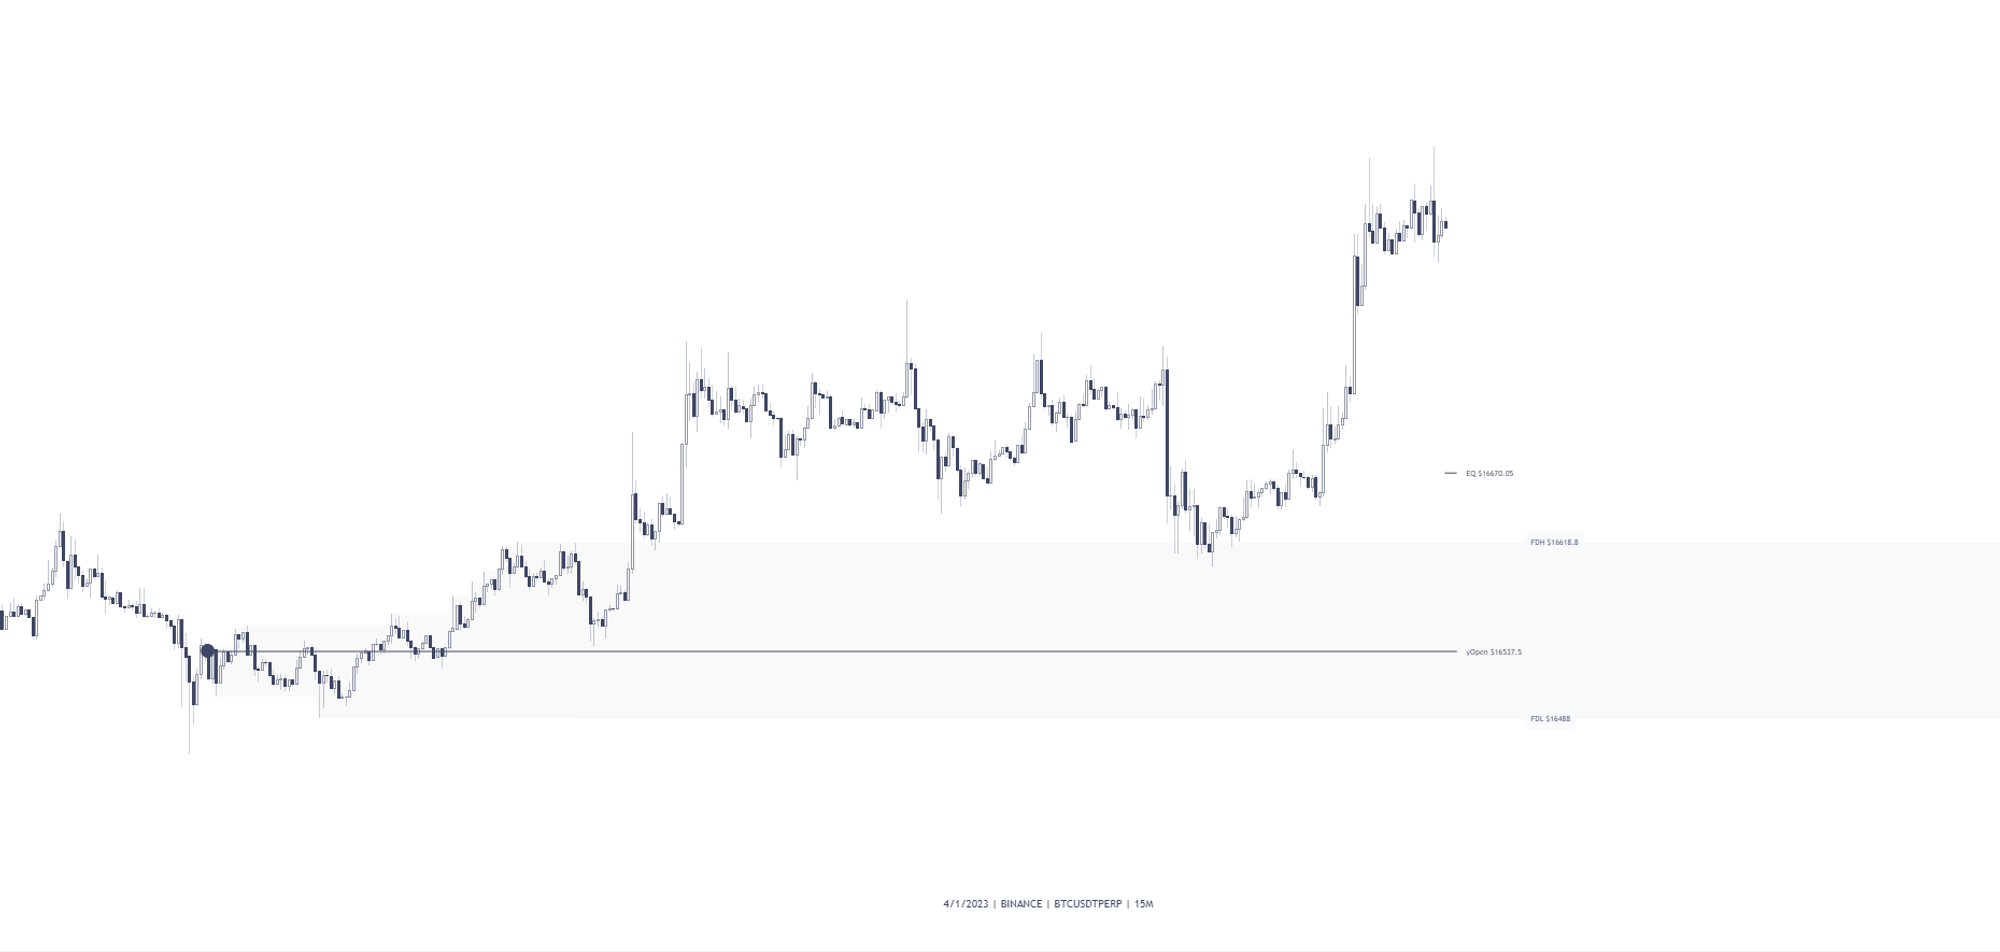 EQ $16670.05
FDH $16618.8
yOpen $16537.5
FDL $16488
4/1/2023 | BINANCE | BTCUSDTPERP | 15M